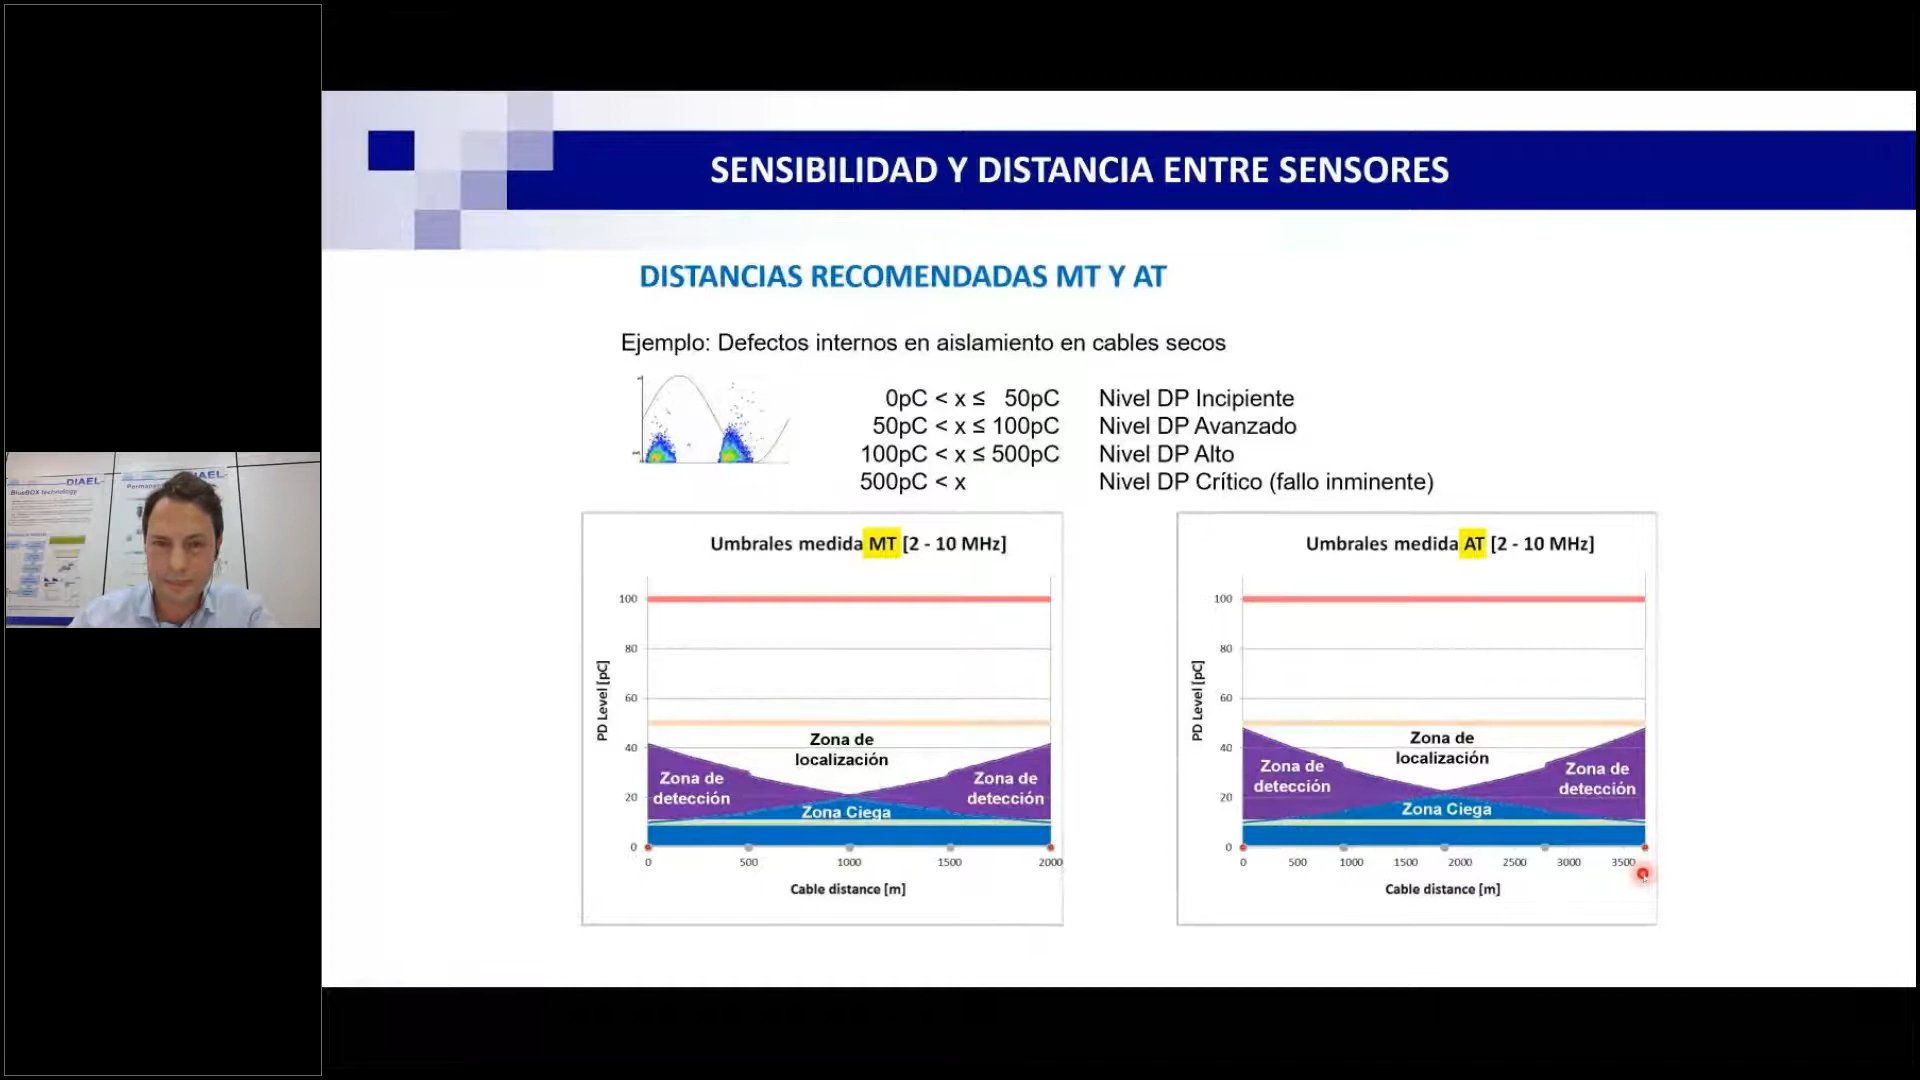 SENSIBILIDAD Y DISTANCIA ENTRE SENSORES
DISTANCIAS RECOMENDADAS MT Y AT
Ejemplo: Defectos internos en aislamiento en cables secos
0pC < x ≤ 50pC Nivel DP Incipiente
50pC < x ≤ 100pC Nivel DP Avanzado
100pC < x ≤ 500pC Nivel DP Alto
500pC < x Nivel DP Crítico (fallo inminente)
DIAEL
BlueBOX technology
DIAEL
Umbrales medida MT [2 - 10 MHz]
PD Level [pC]
100
80
60
40
20
0
Zona de
localización
Zona de
detección
Zona de
detección
Zona Ciega
0 500 1000 1500 2000
Cable distance [m]
Umbrales medida AT [2 - 10 MHz]
PD Level [pC]
100
80
60
40
20
0
Zona de
localización
Zona de
detección
Zona de
detección
Zona Ciega
0 500 1000 1500 2000 2500 3000 3500
Cable distance [m]